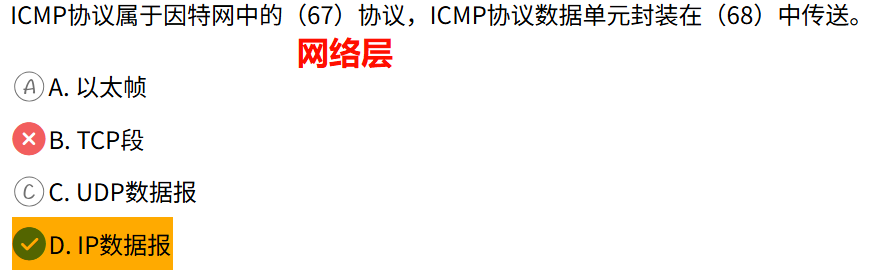 ICMP协议属于因特网中的（67）协议，ICMP协议数据单元封装在（68）中传送。
网络层
A A. 以太帧
B. TCP段
C C. UDP数据报
D. IP数据报